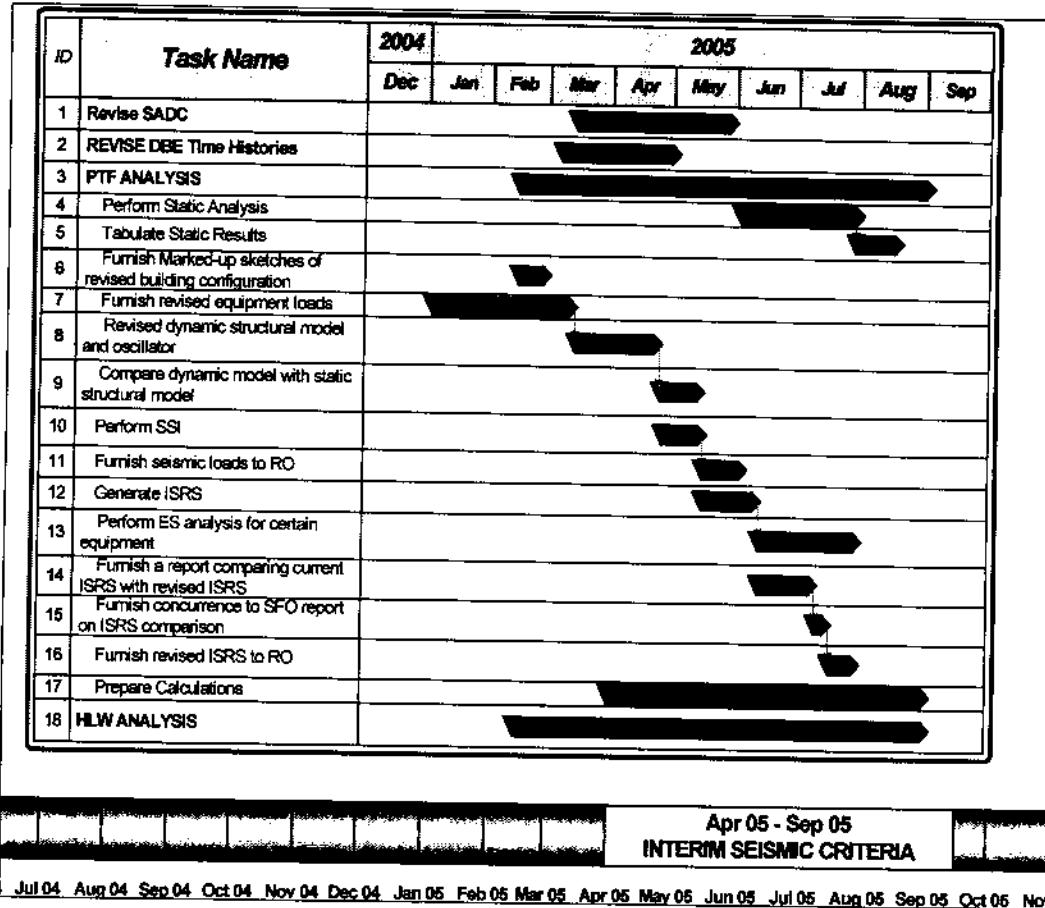 ID Task Name 2004 2005
Dec Jan Feb Mar Apr May Jun Jul Aug Sep
1 Revise SADC
2 REVISE DBE Time Histories
3 PTF ANALYSIS
4 Perform Static Analysis
5 Tabulate Static Results
6 Furnish Marked-up sketches of
revised building configuration
7 Furnish revised equipment loads
8 Revised dynamic structural model
and oscillator
9 Compare dynamic model with static
structural model
10 Perform SSI
11 Furnish seismic loads to RO
12 Generate ISRS
13 Perform ES analysis for certain
equipment
14 Furnish a report comparing current
ISRS with revised ISRS
15 Furnish concurrence to SFO report
on ISRS comparison
16 Furnish revised ISRS to RO
17 Prepare Calculations
18 HLW ANALYSIS
Apr 05 - Sep 05
INTERIM SEISMIC CRITERIA
Jul 04 Aug 04 Sep 04 Oct 04 Nov 04 Dec 04 Jan 05 Feb 05 Mar 05 Apr 05 May 05 Jun 05 Jul 05 Aug 05 Sep 05 Oct 05 Nov